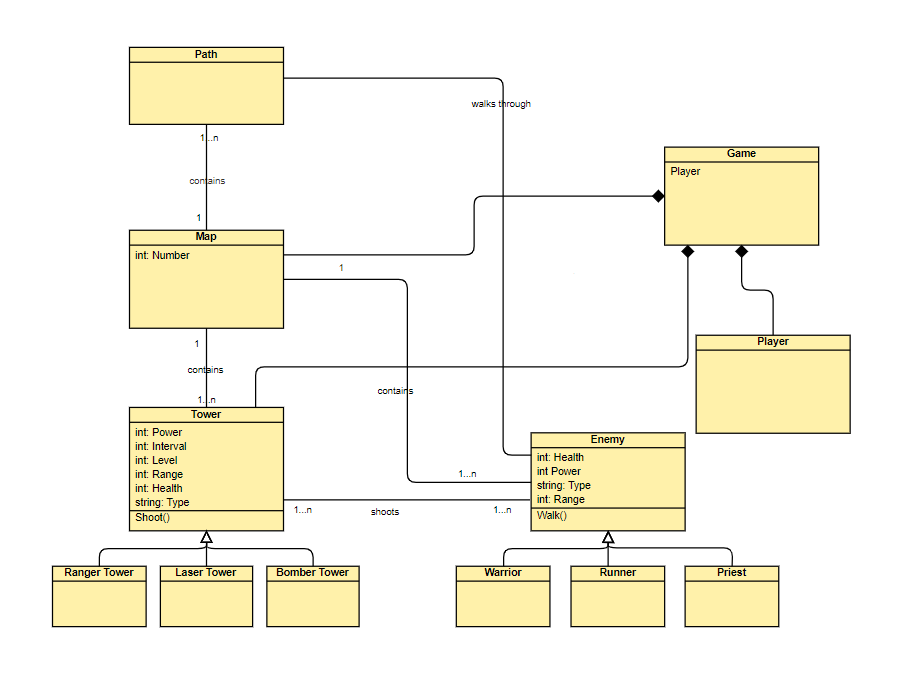 Path
walks through
1...n
contains
1
Game
Player
Map
int: Number
1
1
contains
1...n
Player
contains
Tower
int: Power
int: Interval
int: Level
int: Range
int: Health
string: Type
Shoot()
Enemy
int: Health
int Power
string: Type
int: Range
Walk()
1...n
1...n
shoots
1...n
Ranger Tower
Laser Tower
Bomber Tower
Warrior
Runner
Priest